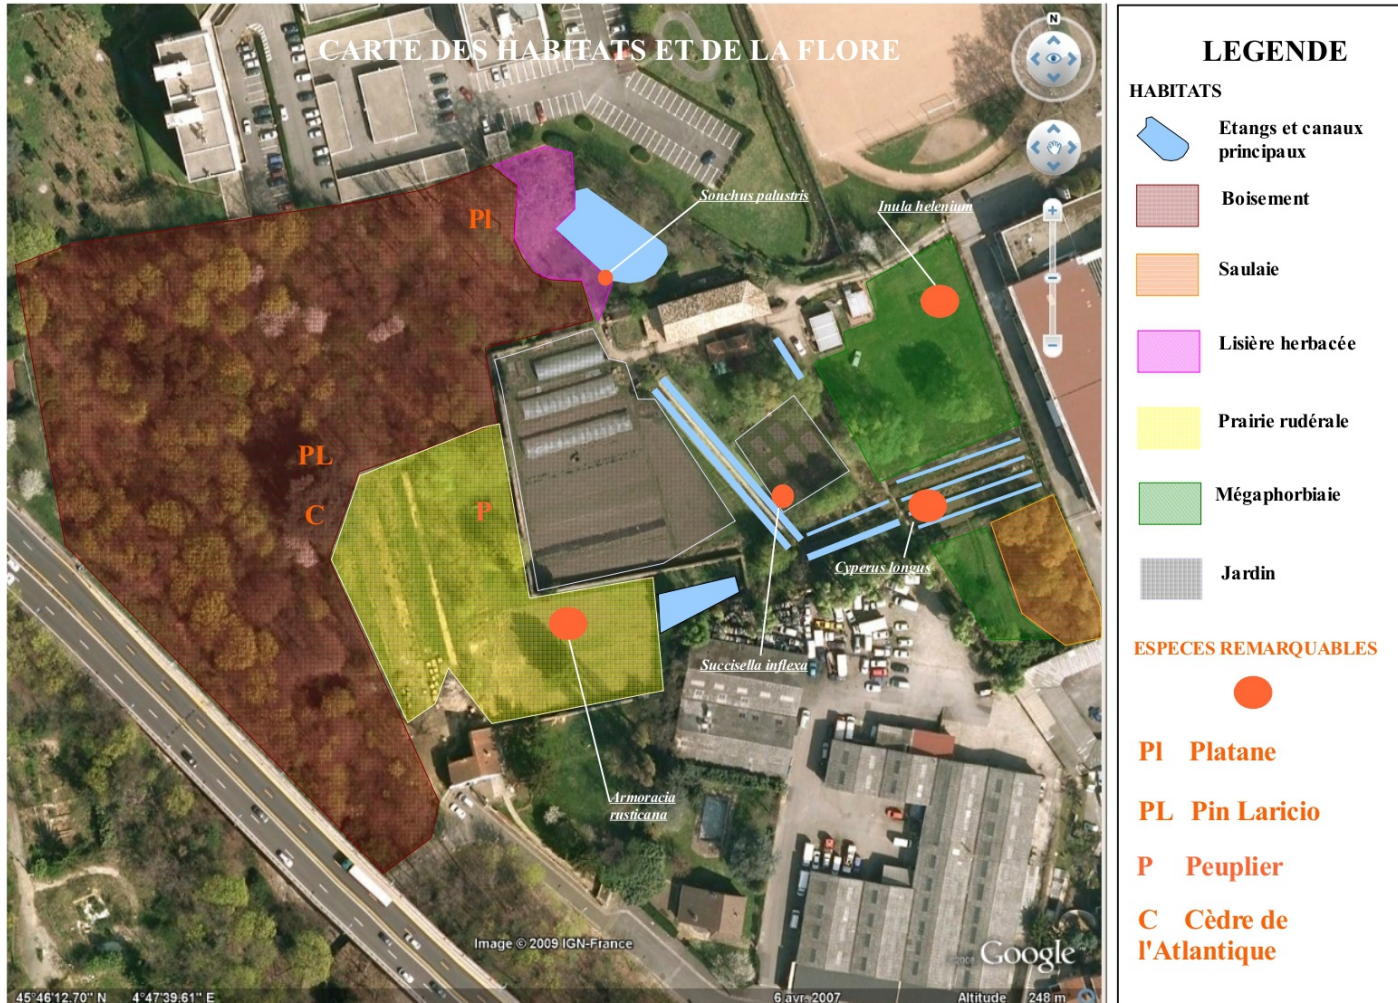 CARTE DES HABITATS ET DE LA FLORE
N
Sonchus palustris
Inula helenium
Pl
PL
C
P
Cyperus longus
Succisella inflexa
Armoracia
rusticana
Image © 2009 IGN-France
Google
45°46'12.70" N 4°47'39.61" E
6 avr. 2007
Altitude 248 m
LEGENDE
HABITATS
Etangs et canaux
principaux
Boisement
Saulaie
Lisière herbacée
Prairie rudérale
Mégaphorbiaie
Jardin
ESPECES REMARQUABLES
Pl Platane
PL Pin Laricio
P Peuplier
C Cèdre de
l'Atlantique